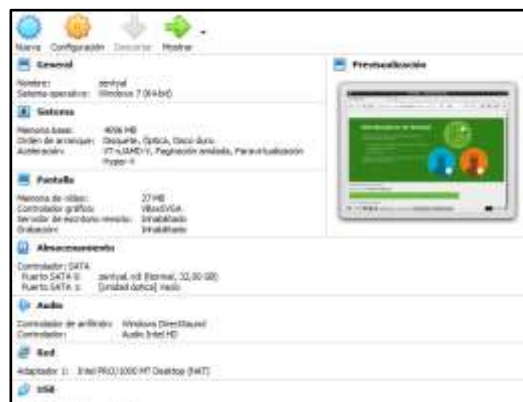 Nueva Configuración Descartar Mostrar
General
Nombre: zentyal
Sistema operativo: Windows 7 (64-bit)
Sistema
Memoria base: 4096 MB
Orden de arranque: Disquete, Óptica, Disco duro
Aceleración: VT-x/AMD-V, Paginación anidada, Paravirtualización
Hyper-V
Pantalla
Memoria de vídeo: 27 MB
Controlador gráfico: VBoxSVGA
Servidor de escritorio remoto: Inhabilitado
Grabación: Inhabilitado
Almacenamiento
Controlador: SATA
Puerto SATA 0: zentyal.vdi (Normal, 32,00 GB)
Puerto SATA 1: [Unidad óptica] Vacío
Audio
Controlador de anfitrión: Windows DirectSound
Controlador: Audio Intel HD
Red
Adaptador 1: Intel PRO/1000 MT Desktop (NAT)
USB
Previsualización